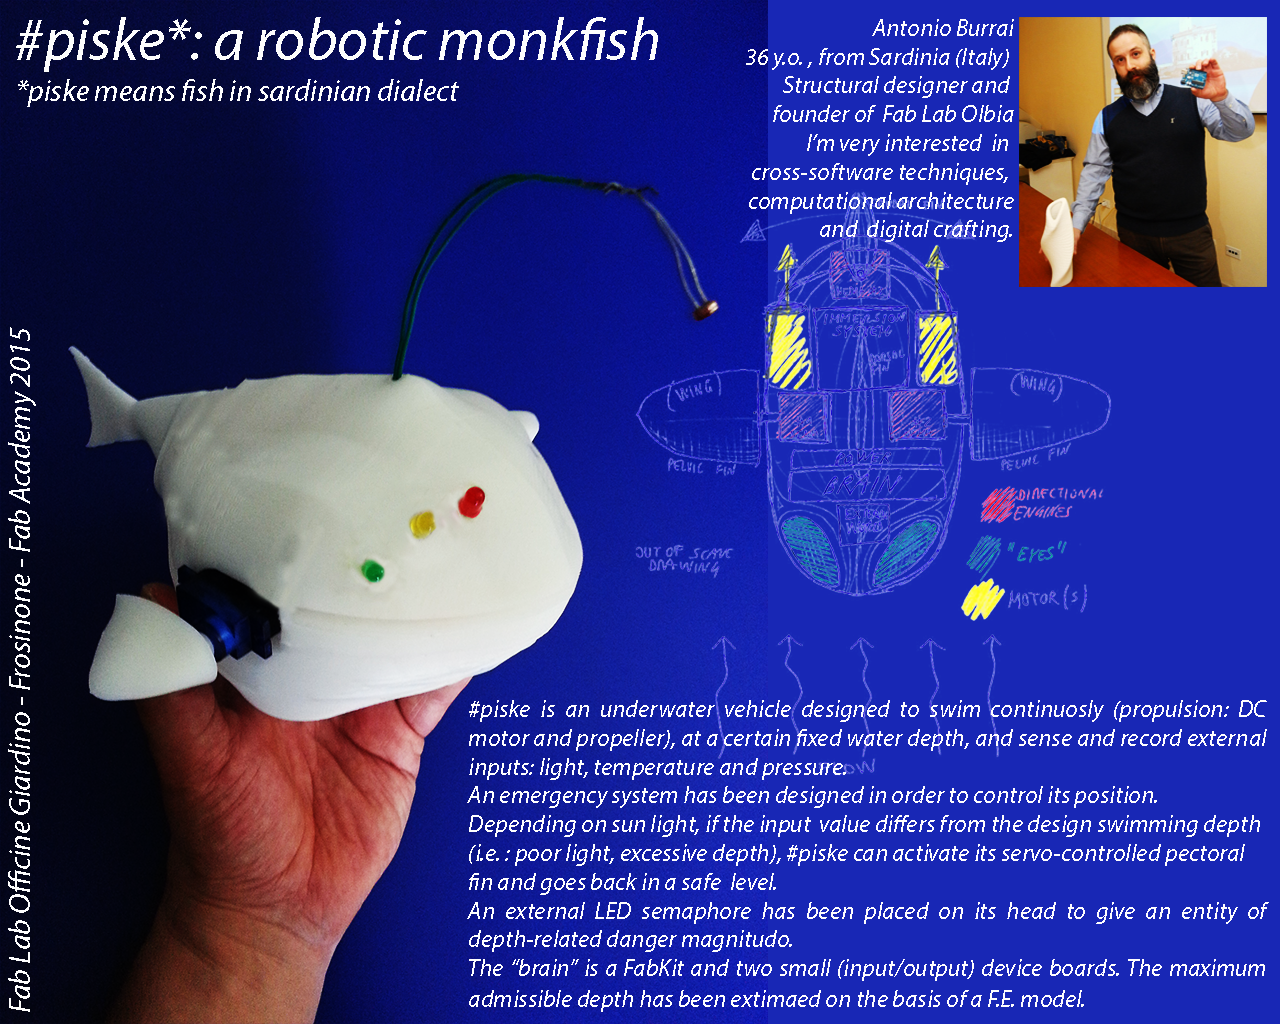 #piske*: a robotic monkfish
*piske means fish in sardinian dialect
Antonio Burrai
36 y.o. , from Sardinia (Italy)
Structural designer and
founder of Fab Lab Olbia
I'm very interested in
cross-software techniques,
computational architecture
and digital crafting.
Fab Lab Officine Giardino - Frosinone - Fab Academy 2015
IMMERSION
SYSTEM
(WING)
(WING)
PELVIC FIN
PELVIC FIN
POWER
BRAIN
DIRECTIONAL
ENGINES
"EYES"
MOTOR(S)
OUT OF SCALE
DRAWING
FLOW
#piske is an underwater vehicle designed to swim continuosly (propulsion: DC
motor and propeller), at a certain fixed water depth, and sense and record external
inputs: light, temperature and pressure.
An emergency system has been designed in order to control its position.
Depending on sun light, if the input value differs from the design swimming depth
(i.e. : poor light, excessive depth), #piske can activate its servo-controlled pectoral
fin and goes back in a safe level.
An external LED semaphore has been placed on its head to give an entity of
depth-related danger magnitudo.
The "brain" is a FabKit and two small (input/output) device boards. The maximum
admissible depth has been extimaed on the basis of a F.E. model.